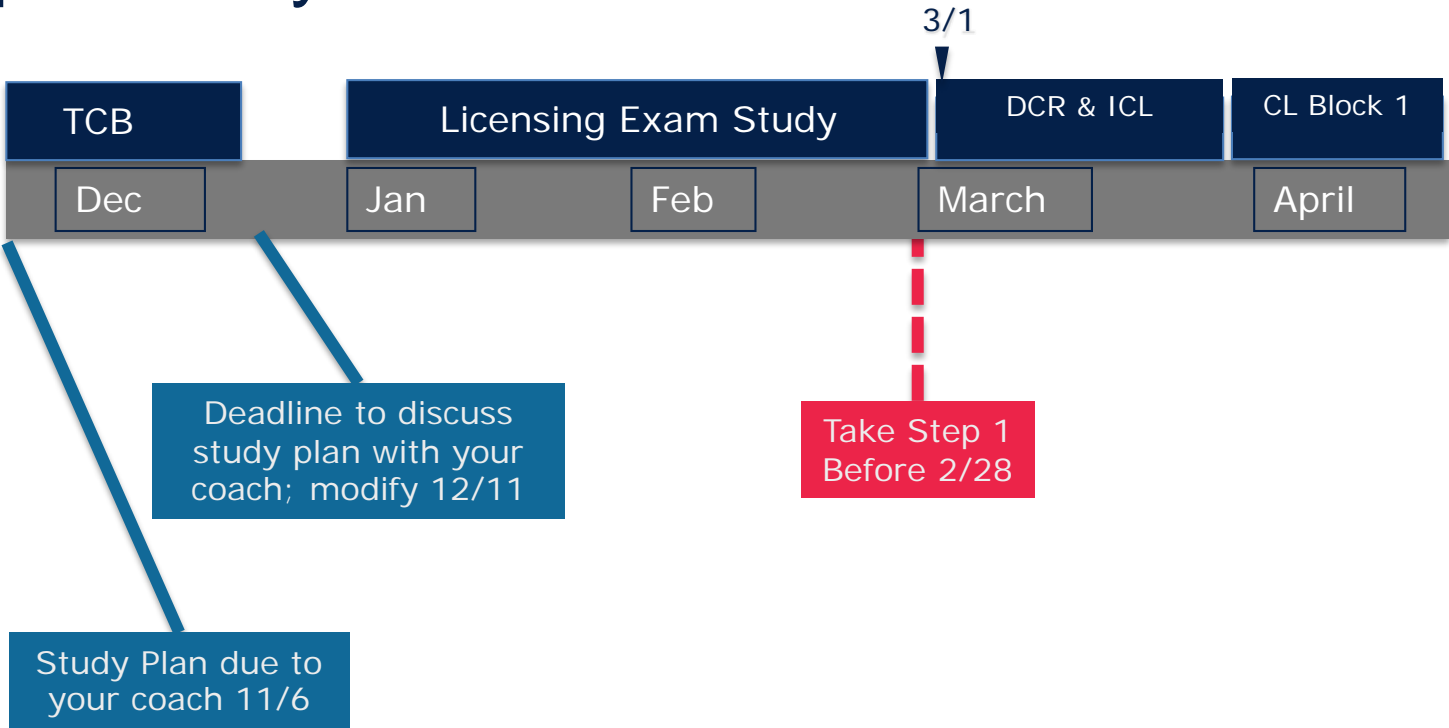 3/1
TCB
Licensing Exam Study
DCR & ICL
CL Block 1
Dec
Jan
Feb
March
April
Deadline to discuss
study plan with your
coach; modify 12/11
Take Step 1
Before 2/28
Study Plan due to
your coach 11/6